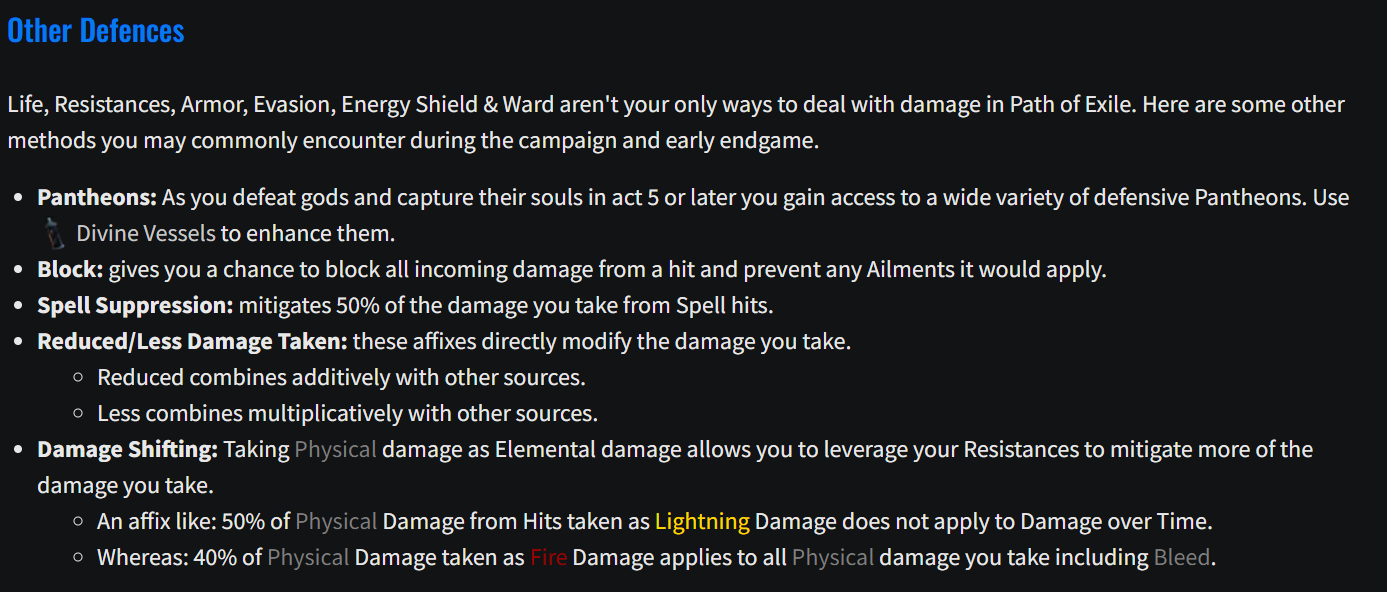 Other Defences
Life, Resistances, Armor, Evasion, Energy Shield & Ward aren't your only ways to deal with damage in Path of Exile. Here are some other
methods you may commonly encounter during the campaign and early endgame.
• Pantheons: As you defeat gods and capture their souls in act 5 or later you gain access to a wide variety of defensive Pantheons. Use
Divine Vessels to enhance them.
• Block: gives you a chance to block all incoming damage from a hit and prevent any Ailments it would apply.
• Spell Suppression: mitigates 50% of the damage you take from Spell hits.
• Reduced/Less Damage Taken: these affixes directly modify the damage you take.
◦ Reduced combines additively with other sources.
◦ Less combines multiplicatively with other sources.
• Damage Shifting: Taking Physical damage as Elemental damage allows you to leverage your Resistances to mitigate more of the
damage you take.
◦ An affix like: 50% of Physical Damage from Hits taken as Lightning Damage does not apply to Damage over Time.
◦ Whereas: 40% of Physical Damage taken as Fire Damage applies to all Physical damage you take including Bleed.